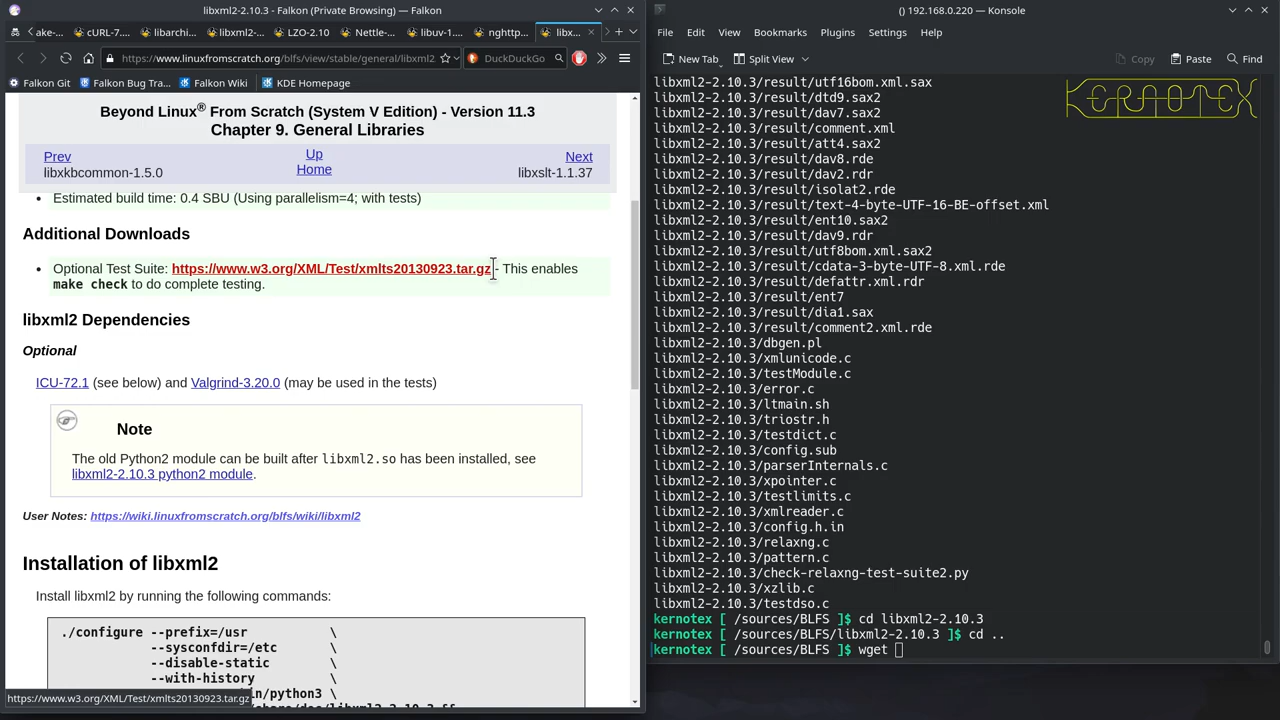 libxml2-2.10.3 - Falkon (Private Browsing) — Falkon
ake-...
cURL-7....
libarchi...
libxml2-...
LZO-2.10
Nettle-...
libuv-1....
nghttp...
libx...
https://www.linuxfromscratch.org/blfs/view/stable/general/libxml2
DuckDuckGo
Falkon Git
Falkon Bug Tra...
Falkon Wiki
KDE Homepage
Beyond Linux® From Scratch (System V Edition) - Version 11.3
Chapter 9. General Libraries
Prev
libxkbcommon-1.5.0
Up
Home
Next
libxslt-1.1.37
• Estimated build time: 0.4 SBU (Using parallelism=4; with tests)
Additional Downloads
• Optional Test Suite: https://www.w3.org/XML/Test/xmlts20130923.tar.gz - This enables
make check to do complete testing.
libxml2 Dependencies
Optional
ICU-72.1 (see below) and Valgrind-3.20.0 (may be used in the tests)
Note
The old Python2 module can be built after libxml2.so has been installed, see
libxml2-2.10.3 python2 module.
User Notes: https://wiki.linuxfromscratch.org/blfs/wiki/libxml2
Installation of libxml2
Install libxml2 by running the following commands:
./configure --prefix=/usr \
--sysconfdir=/etc \
--disable-static \
--with-history \
in/python3 \
https://www.w3.org/XML/Test/xmlts20130923.tar.gz
() 192.168.0.220 — Konsole
File Edit View Bookmarks Plugins Settings Help
New Tab Split View Copy Paste Find
KERNOTEX
libxml2-2.10.3/result/utf16bom.xml.sax
libxml2-2.10.3/result/dtd9.sax2
libxml2-2.10.3/result/dav7.sax2
libxml2-2.10.3/result/comment.xml
libxml2-2.10.3/result/att4.sax2
libxml2-2.10.3/result/dav8.rde
libxml2-2.10.3/result/dav2.rdr
libxml2-2.10.3/result/isolat2.rde
libxml2-2.10.3/result/text-4-byte-UTF-16-BE-offset.xml
libxml2-2.10.3/result/ent10.sax2
libxml2-2.10.3/result/dav9.rdr
libxml2-2.10.3/result/utf8bom.xml.sax2
libxml2-2.10.3/result/cdata-3-byte-UTF-8.xml.rde
libxml2-2.10.3/result/defattr.xml.rdr
libxml2-2.10.3/result/ent7
libxml2-2.10.3/result/dia1.sax
libxml2-2.10.3/result/comment2.xml.rde
libxml2-2.10.3/dbgen.pl
libxml2-2.10.3/xmlunicode.c
libxml2-2.10.3/testModule.c
libxml2-2.10.3/error.c
libxml2-2.10.3/ltmain.sh
libxml2-2.10.3/triostr.h
libxml2-2.10.3/testdict.c
libxml2-2.10.3/config.sub
libxml2-2.10.3/parserInternals.c
libxml2-2.10.3/xpointer.c
libxml2-2.10.3/testlimits.c
libxml2-2.10.3/xmlreader.c
libxml2-2.10.3/config.h.in
libxml2-2.10.3/relaxng.c
libxml2-2.10.3/pattern.c
libxml2-2.10.3/check-relaxng-test-suite2.py
libxml2-2.10.3/xzlib.c
libxml2-2.10.3/testdso.c
kernotex [ /sources/BLFS ]$ cd libxml2-2.10.3
kernotex [ /sources/BLFS/libxml2-2.10.3 ]$ cd ..
kernotex [ /sources/BLFS ]$ wget